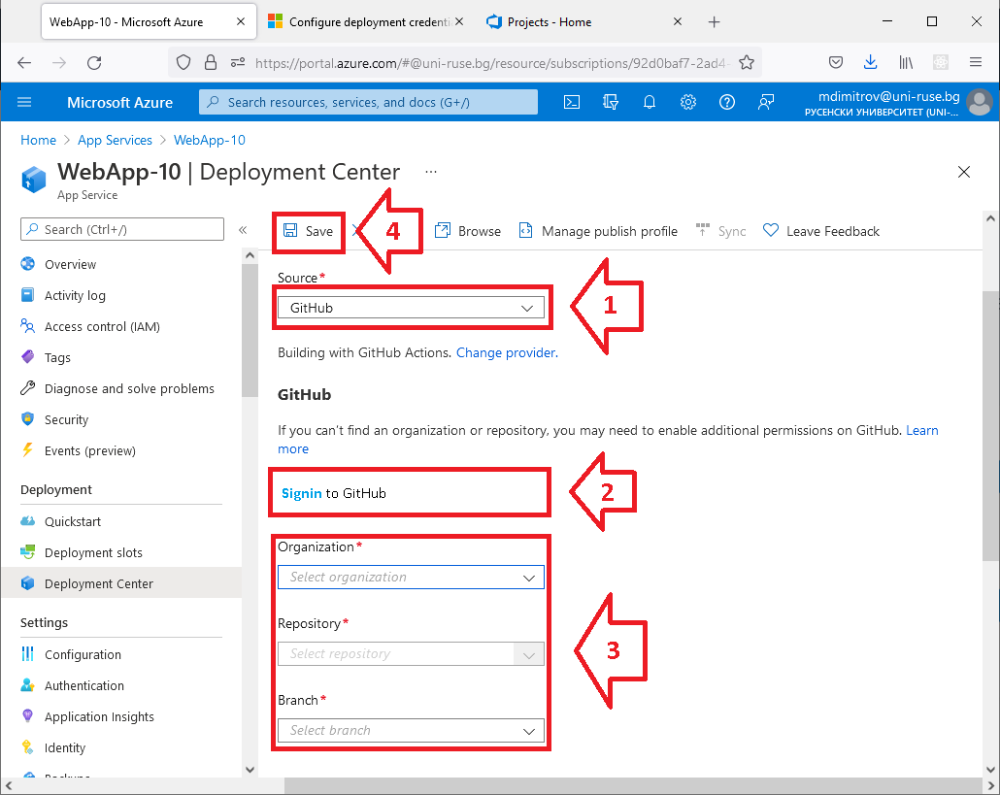 WebApp-10 - Microsoft Azure
Configure deployment credentia
Projects - Home
https://portal.azure.com/#@uni-ruse.bg/resource/subscriptions/92d0baf7-2ad4-
Microsoft Azure
Search resources, services, and docs (G+/)
mdimitrov@uni-ruse.bg
РУСЕНСКИ УНИВЕРСИТЕТ (UNI-...
Home > App Services > WebApp-10
WebApp-10 | Deployment Center ...
App Service
Search (Ctrl+/)
«
Overview
Activity log
Access control (IAM)
Tags
Diagnose and solve problems
Security
Events (preview)
Deployment
Quickstart
Deployment slots
Deployment Center
Settings
Configuration
Authentication
Application Insights
Identity
Backups
Save
4
Browse
Manage publish profile
Sync
Leave Feedback
Source*
GitHub
1
Building with GitHub Actions. Change provider.
GitHub
If you can't find an organization or repository, you may need to enable additional permissions on GitHub. Learn
more
Signin to GitHub
2
Organization*
Select organization
Repository*
Select repository
3
Branch*
Select branch